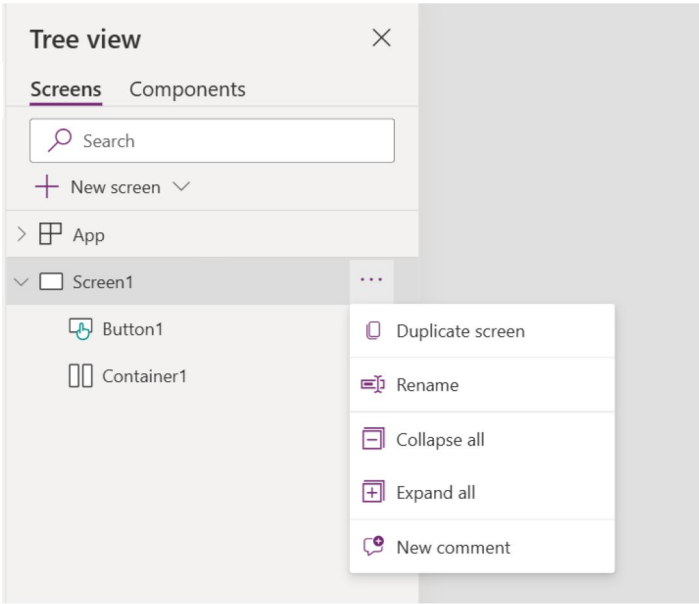 Tree view
Screens Components
Search
New screen
App
Screen1
Button1
Container1
Duplicate screen
Rename
Collapse all
Expand all
New comment